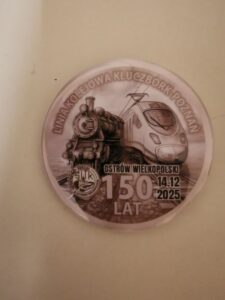 LINIA KOLEJOWA KLUCZBORK-POZNAŃ
OSTRÓW WIELKOPOLSKI
150
LAT
14.12
2025